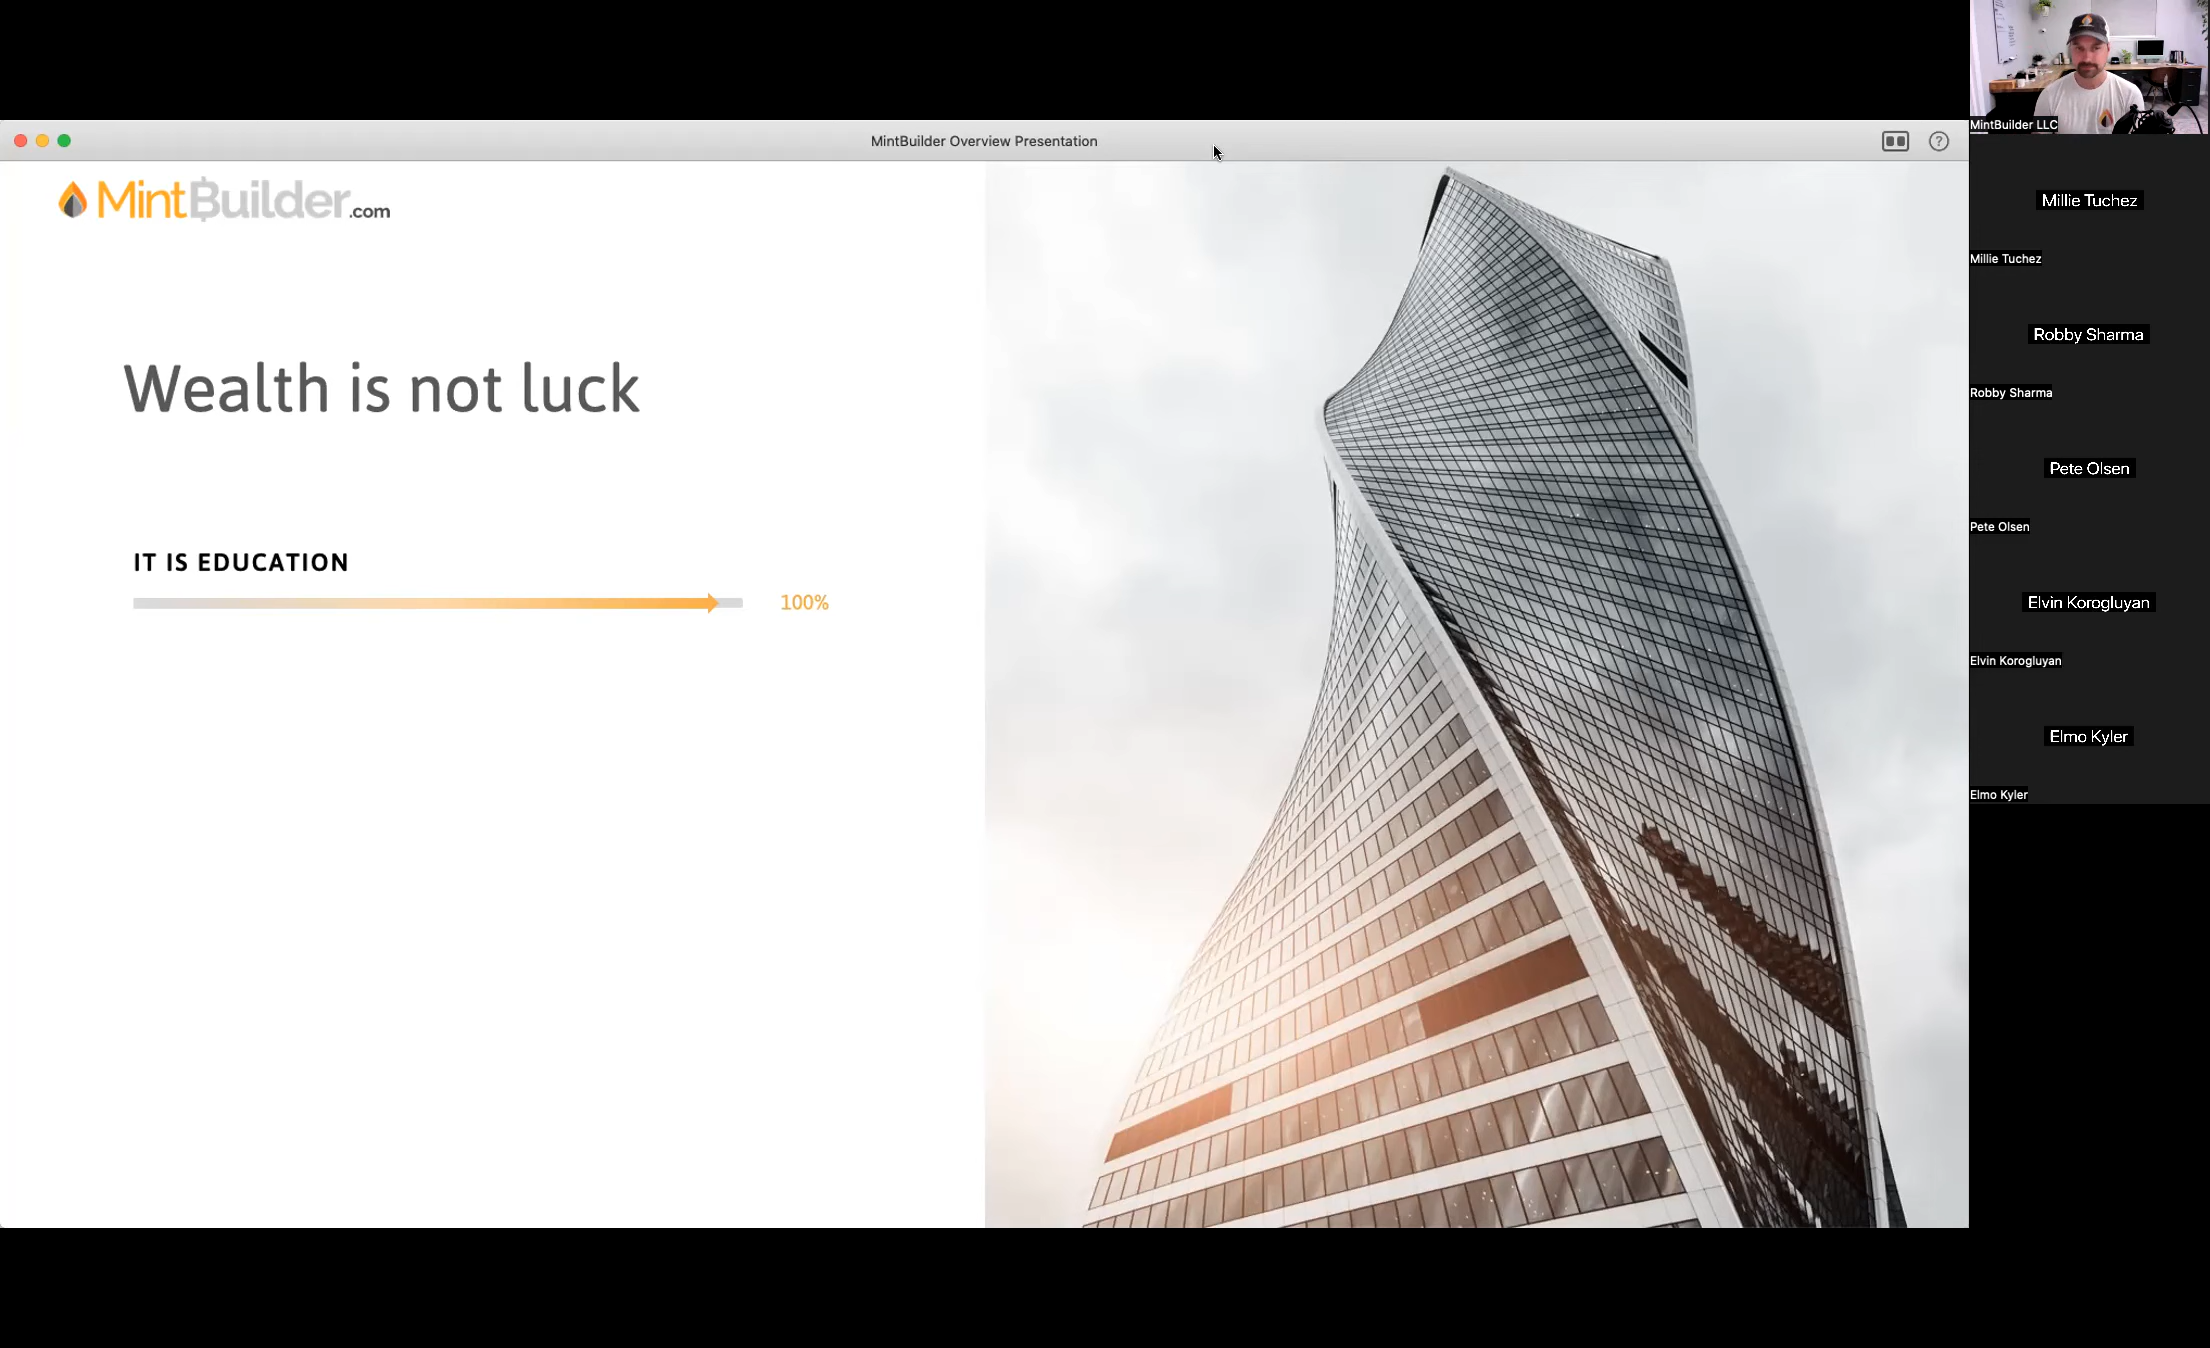 MintBuilder Overview Presentation
?
MintBuilder.com
Wealth is not luck
IT IS EDUCATION
100%
MintBuilder LLC
Millie Tuchez
Millie Tuchez
Robby Sharma
Robby Sharma
Pete Olsen
Pete Olsen
Elvin Korogluyan
Elvin Korogluyan
Elmo Kyler
Elmo Kyler